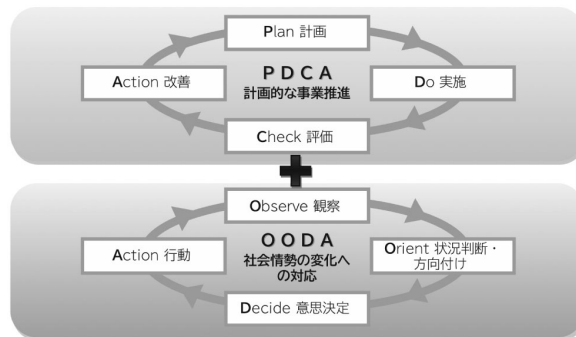 Plan 計画
Action 改善
PDCA
計画的な事業推進
Do 実施
Check 評価
Observe 観察
Action 行動
OODA
社会情勢の変化へ
の対応
Orient 状況判断・
方向付け
Decide 意思決定